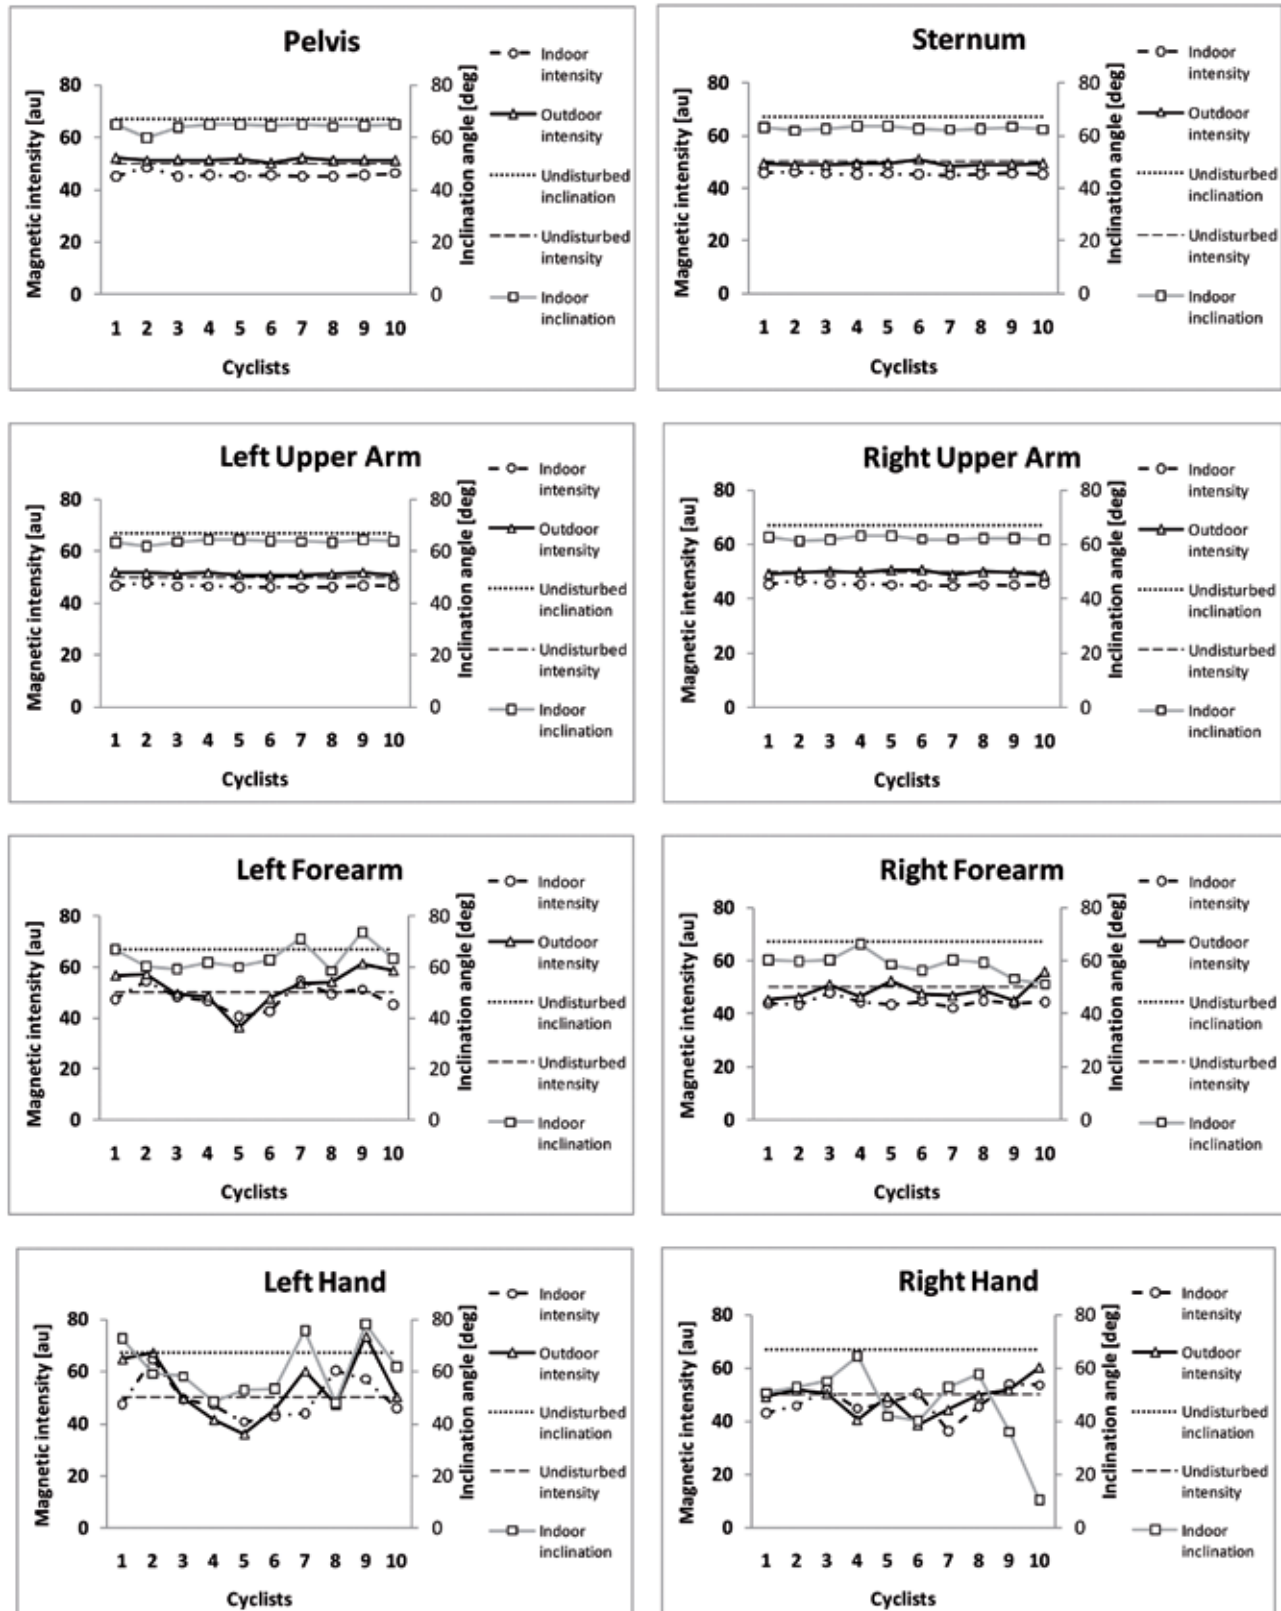 Pelvis
Magnetic intensity [au]
80
60
40
20
0
1 2 3 4 5 6 7 8 9 10
Cyclists
80
60
40
20
0
Inclination angle [deg]
Indoor
intensity
Outdoor
intensity
Undisturbed
inclination
Undisturbed
intensity
Indoor
inclination
Sternum
Magnetic intensity [au]
80
60
40
20
0
1 2 3 4 5 6 7 8 9 10
Cyclists
80
60
40
20
0
Inclination angle [deg]
Indoor
intensity
Outdoor
intensity
Undisturbed
inclination
Undisturbed
intensity
Indoor
inclination
Left Upper Arm
Magnetic intensity [au]
80
60
40
20
0
1 2 3 4 5 6 7 8 9 10
Cyclists
80
60
40
20
0
Inclination angle [deg]
Indoor
intensity
Outdoor
intensity
Undisturbed
inclination
Undisturbed
intensity
Indoor
inclination
Right Upper Arm
Magnetic intensity [au]
80
60
40
20
0
1 2 3 4 5 6 7 8 9 10
Cyclists
80
60
40
20
0
Inclination angle [deg]
Indoor
intensity
Outdoor
intensity
Undisturbed
inclination
Undisturbed
intensity
Indoor
inclination
Left Forearm
Magnetic intensity [au]
80
60
40
20
0
1 2 3 4 5 6 7 8 9 10
Cyclists
80
60
40
20
0
Inclination angle [deg]
Indoor
intensity
Outdoor
intensity
Undisturbed
inclination
Undisturbed
intensity
Indoor
inclination
Right Forearm
Magnetic intensity [au]
80
60
40
20
0
1 2 3 4 5 6 7 8 9 10
Cyclists
80
60
40
20
0
Inclination angle [deg]
Indoor
intensity
Outdoor
intensity
Undisturbed
inclination
Undisturbed
intensity
Indoor
inclination
Left Hand
Magnetic intensity [au]
80
60
40
20
0
1 2 3 4 5 6 7 8 9 10
Cyclists
80
60
40
20
0
Inclination angle [deg]
Indoor
intensity
Outdoor
intensity
Undisturbed
inclination
Undisturbed
intensity
Indoor
inclination
Right Hand
Magnetic intensity [au]
80
60
40
20
0
1 2 3 4 5 6 7 8 9 10
Cyclists
80
60
40
20
0
Inclination angle [deg]
Indoor
intensity
Outdoor
intensity
Undisturbed
inclination
Undisturbed
intensity
Indoor
inclination